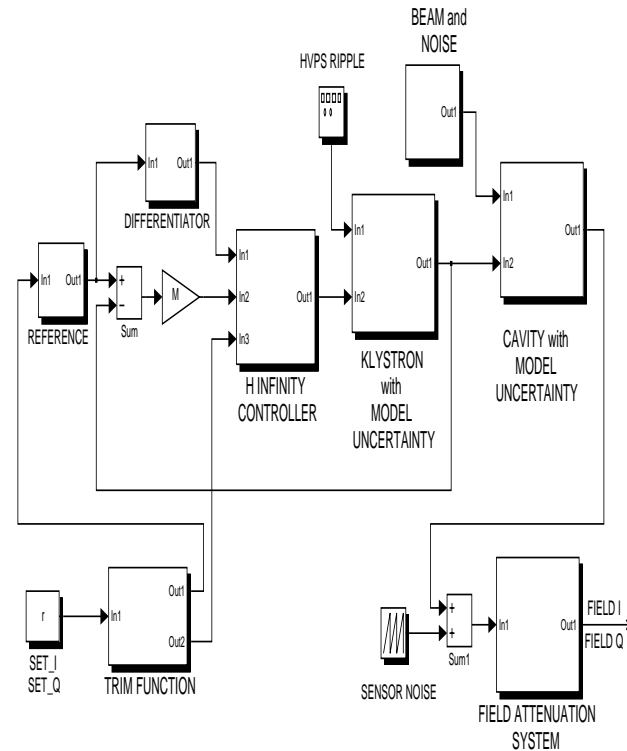 BEAM and
NOISE
HVPS RIPPLE
Out1
In1 Out1
DIFFERENTIATOR
In1 Out1
In2
In1 Out1
In2
In3
In1 Out1
In2
In1 Out1
REFERENCE
+
−
Sum
M
H INFINITY
CONTROLLER
KLYSTRON
with
MODEL
UNCERTAINTY
CAVITY with
MODEL
UNCERTAINTY
r
SET_I
SET_Q
In1 Out1
Out2
TRIM FUNCTION
SENSOR NOISE
+
+
Sum1
In1 Out1
FIELD I
FIELD Q
FIELD ATTENUATION
SYSTEM